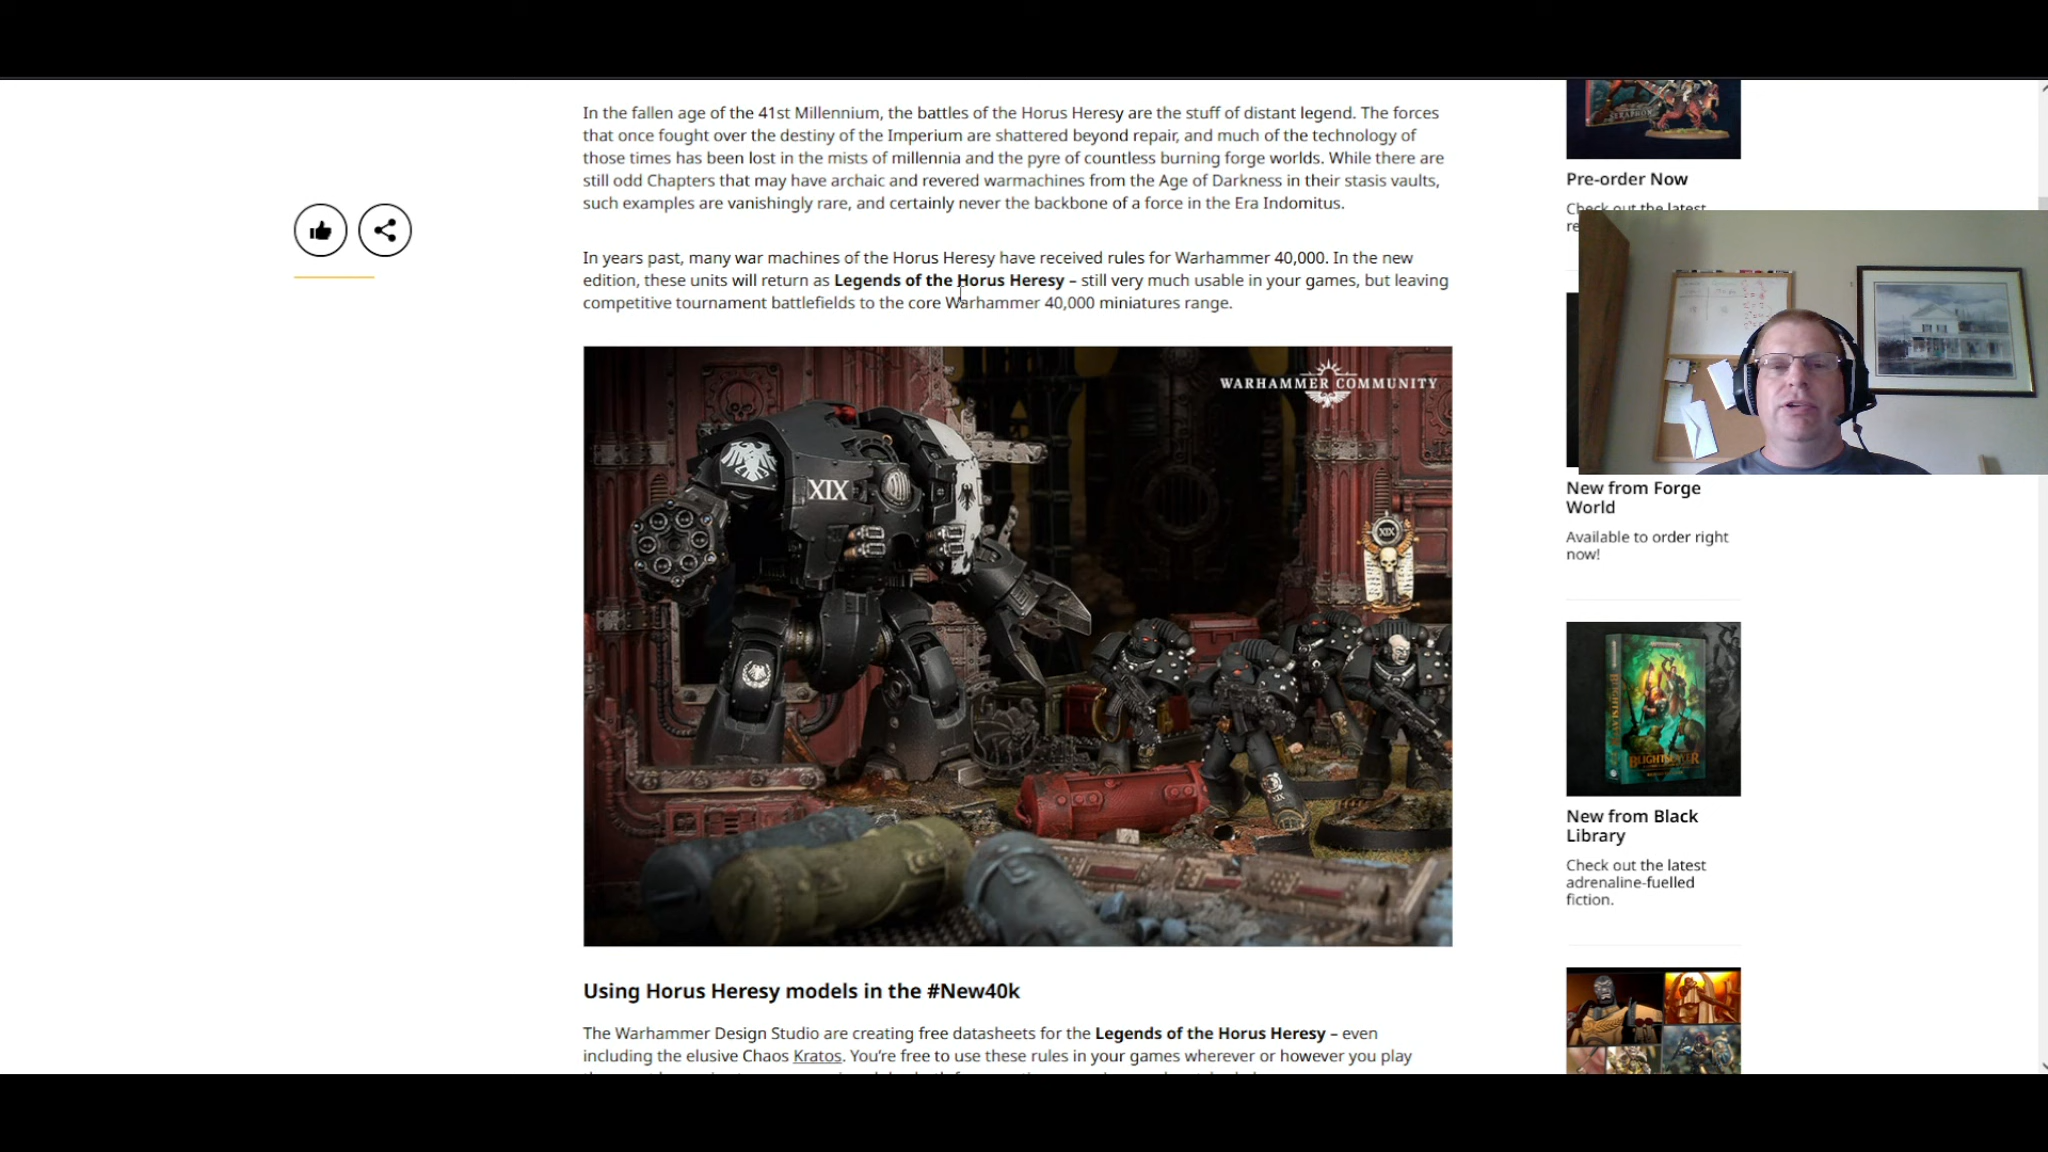 In the fallen age of the 41st Millennium, the battles of the Horus Heresy are the stuff of distant legend. The forces
that once fought over the destiny of the Imperium are shattered beyond repair, and much of the technology of
those times has been lost in the mists of millennia and the pyre of countless burning forge worlds. While there are
still odd Chapters that may have archaic and revered warmachines from the Age of Darkness in their stasis vaults,
such examples are vanishingly rare, and certainly never the backbone of a force in the Era Indomitus.
In years past, many war machines of the Horus Heresy have received rules for Warhammer 40,000. In the new
edition, these units will return as Legends of the Horus Heresy – still very much usable in your games, but leaving
competitive tournament battlefields to the core Warhammer 40,000 miniatures range.
WARHAMMER COMMUNITY
XIX
XIX
Using Horus Heresy models in the #New40k
The Warhammer Design Studio are creating free datasheets for the Legends of the Horus Heresy – even
including the elusive Chaos Kratos. You're free to use these rules in your games wherever or however you play
SERAPHON
Pre-order Now
Check out the latest
re
New from Forge
World
Available to order right
now!
BLIGHTSLAYER
New from Black
Library
Check out the latest
adrenaline-fuelled
fiction.